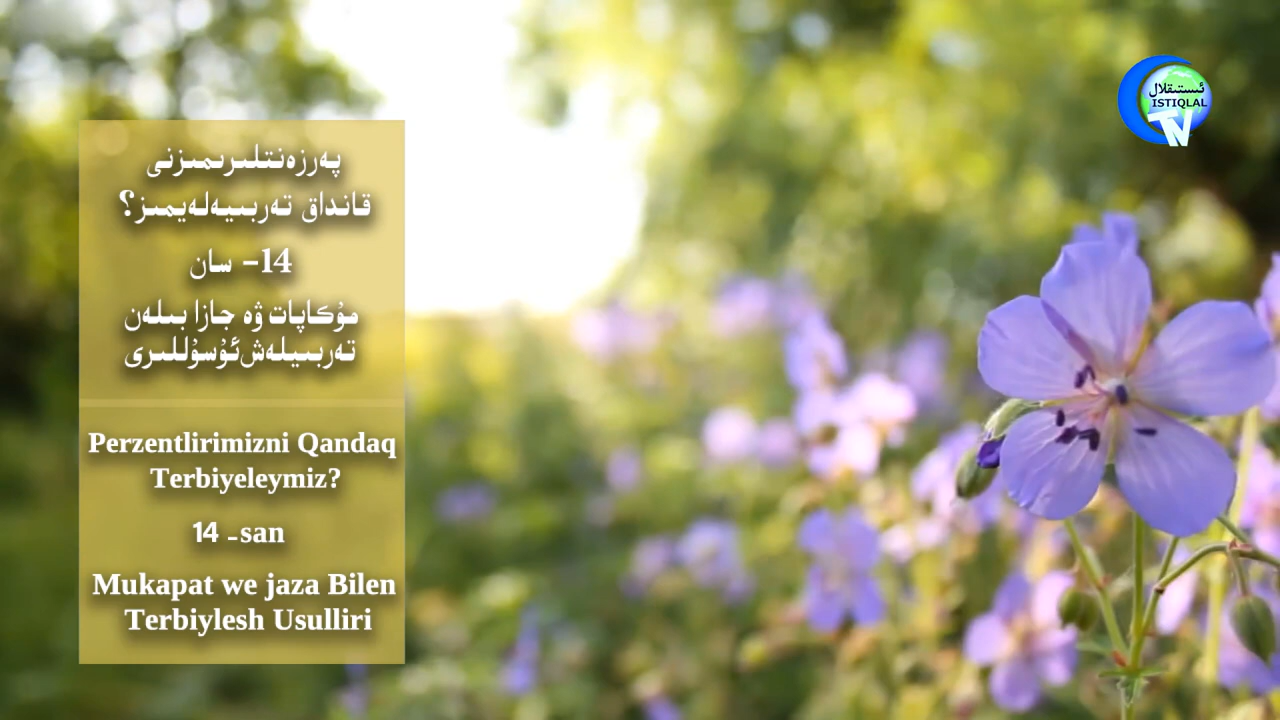 پەرزەنتلىرىمىزنى
قانداق تەربىيەلەيمىز؟
14- سان
مۇكاپات ۋە جازا بىلەن
تەربىيلەش ئۇسۇللىرى
Perzentlirimizni Qandaq
Terbiyeleymiz?
14 -san
Mukapat we jaza Bilen
Terbiylesh Usulliri
ئىستىقلال
ISTIQLAL
TV